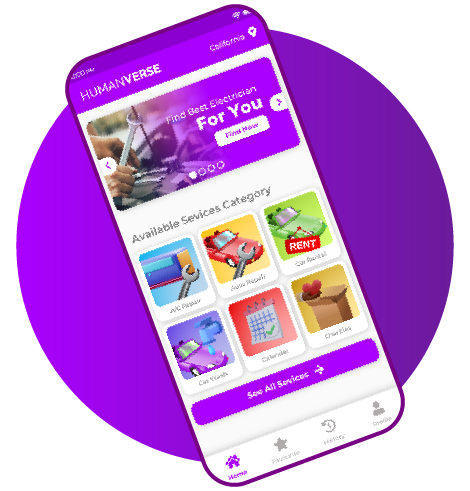 4:00 PM
HUMANVERSE
California
Find Best Electrician
For You
Find Now
Available Sevices Category
A/C Repair
Auto Repair
Car Rental
RENT
Car Wash
Calendar
Charities
See All Sevices
Home
Favourite
History
Profile